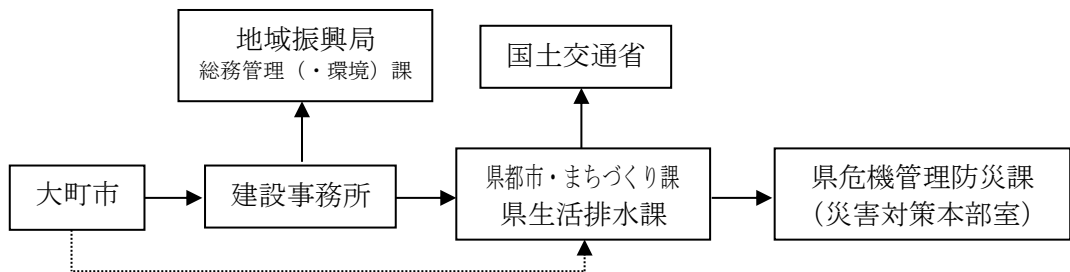 地域振興局
総務管理（・環境）課
国土交通省
大町市
建設事務所
県都市・まちづくり課
県生活排水課
県危機管理防災課
（災害対策本部室）